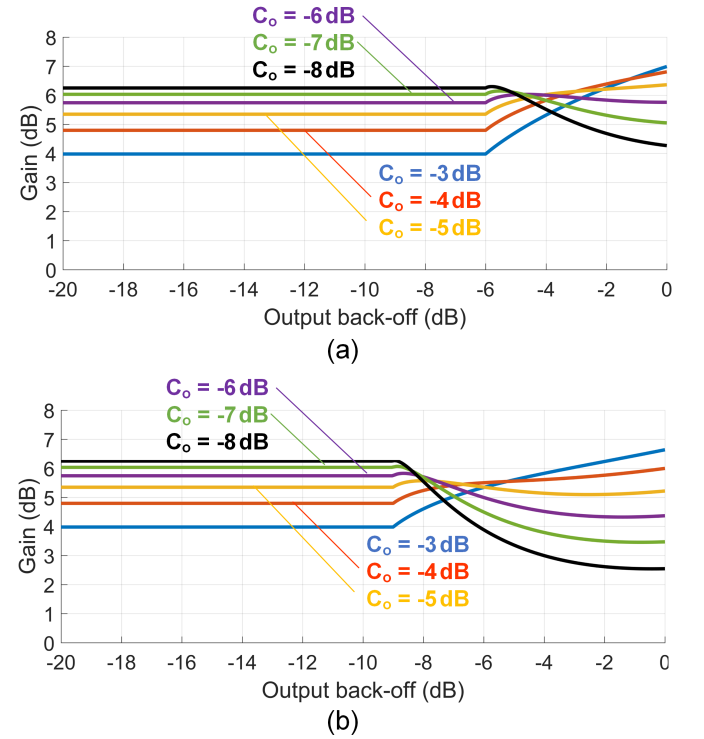 Cₒ = -6 dB
Cₒ = -7 dB
Cₒ = -8 dB
8
7
6
5
4
3
2
1
0
Gain (dB)
Cₒ = -3 dB
Cₒ = -4 dB
Cₒ = -5 dB
-20 -18 -16 -14 -12 -10 -8 -6 -4 -2 0
Output back-off (dB)
(a)
Cₒ = -6 dB
Cₒ = -7 dB
Cₒ = -8 dB
8
7
6
5
4
3
2
1
0
Gain (dB)
Cₒ = -3 dB
Cₒ = -4 dB
Cₒ = -5 dB
-20 -18 -16 -14 -12 -10 -8 -6 -4 -2 0
Output back-off (dB)
(b)